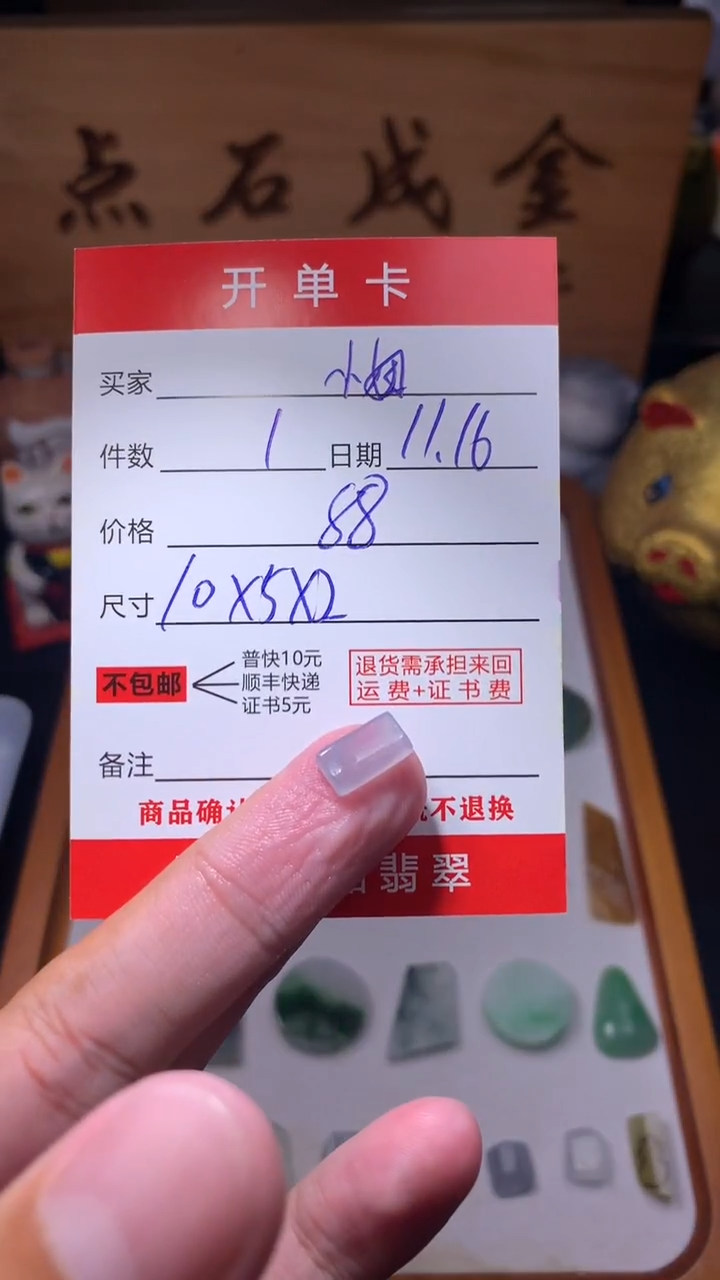 点石成金
开单卡
买家 小姐
件数 1 日期 11.16
价格 88
尺寸 10X5X2
不包邮
普快10元
顺丰快递
证书5元
退货需承担来回
运费+证书费
备注
商品确 不退换
翡翠